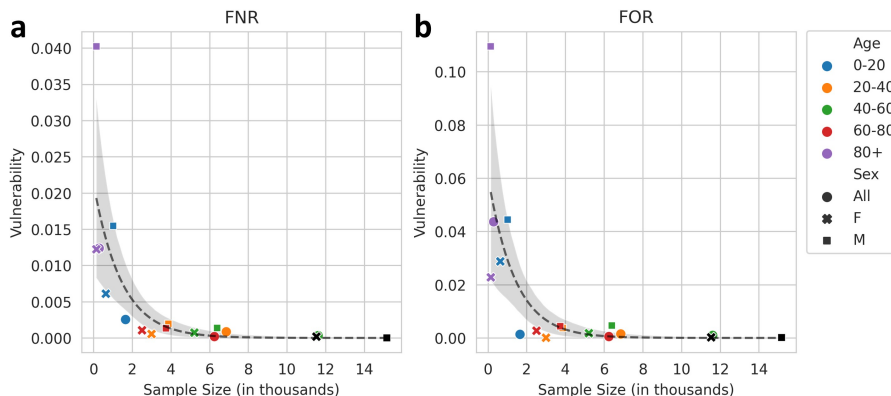 a
FNR
0.040
0.035
0.030
0.025
0.020
0.015
0.010
0.005
0.000
Vulnerability
0 2 4 6 8 10 12 14
Sample Size (in thousands)
b
FOR
0.10
0.08
0.06
0.04
0.02
0.00
Vulnerability
0 2 4 6 8 10 12 14
Sample Size (in thousands)
Age
0-20
20-40
40-60
60-80
80+
Sex
All
F
M